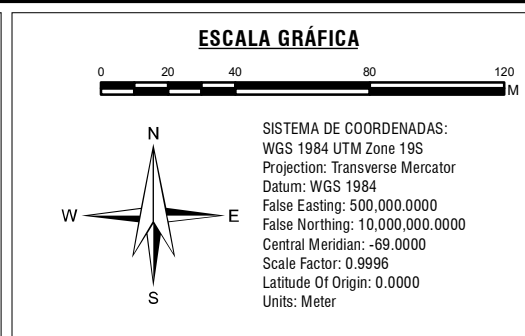 ESCALA GRÁFICA
0 20 40 80 120
M
N
W E
S
SISTEMA DE COORDENADAS:
WGS 1984 UTM Zone 19S
Projection: Transverse Mercator
Datum: WGS 1984
False Easting: 500,000.0000
False Northing: 10,000,000.0000
Central Meridian: -69.0000
Scale Factor: 0.9996
Latitude Of Origin: 0.0000
Units: Meter